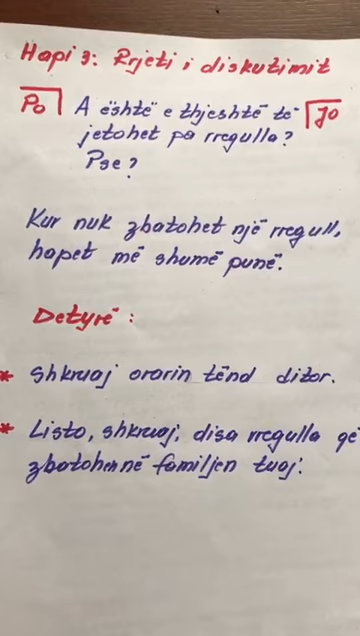 Hapi 3: Rrjeti i diskutimit
Po A është e thjeshtë të Jo
jetohet pa rregulla?
Pse?
Kur nuk zbatohet një rregull,
hapet më shumë punë.
Detyrë:
* Shkruaj orarin tënd ditor.
* Listo, shkruaj, disa rregulla që
zbatohen në familjen tuaj.